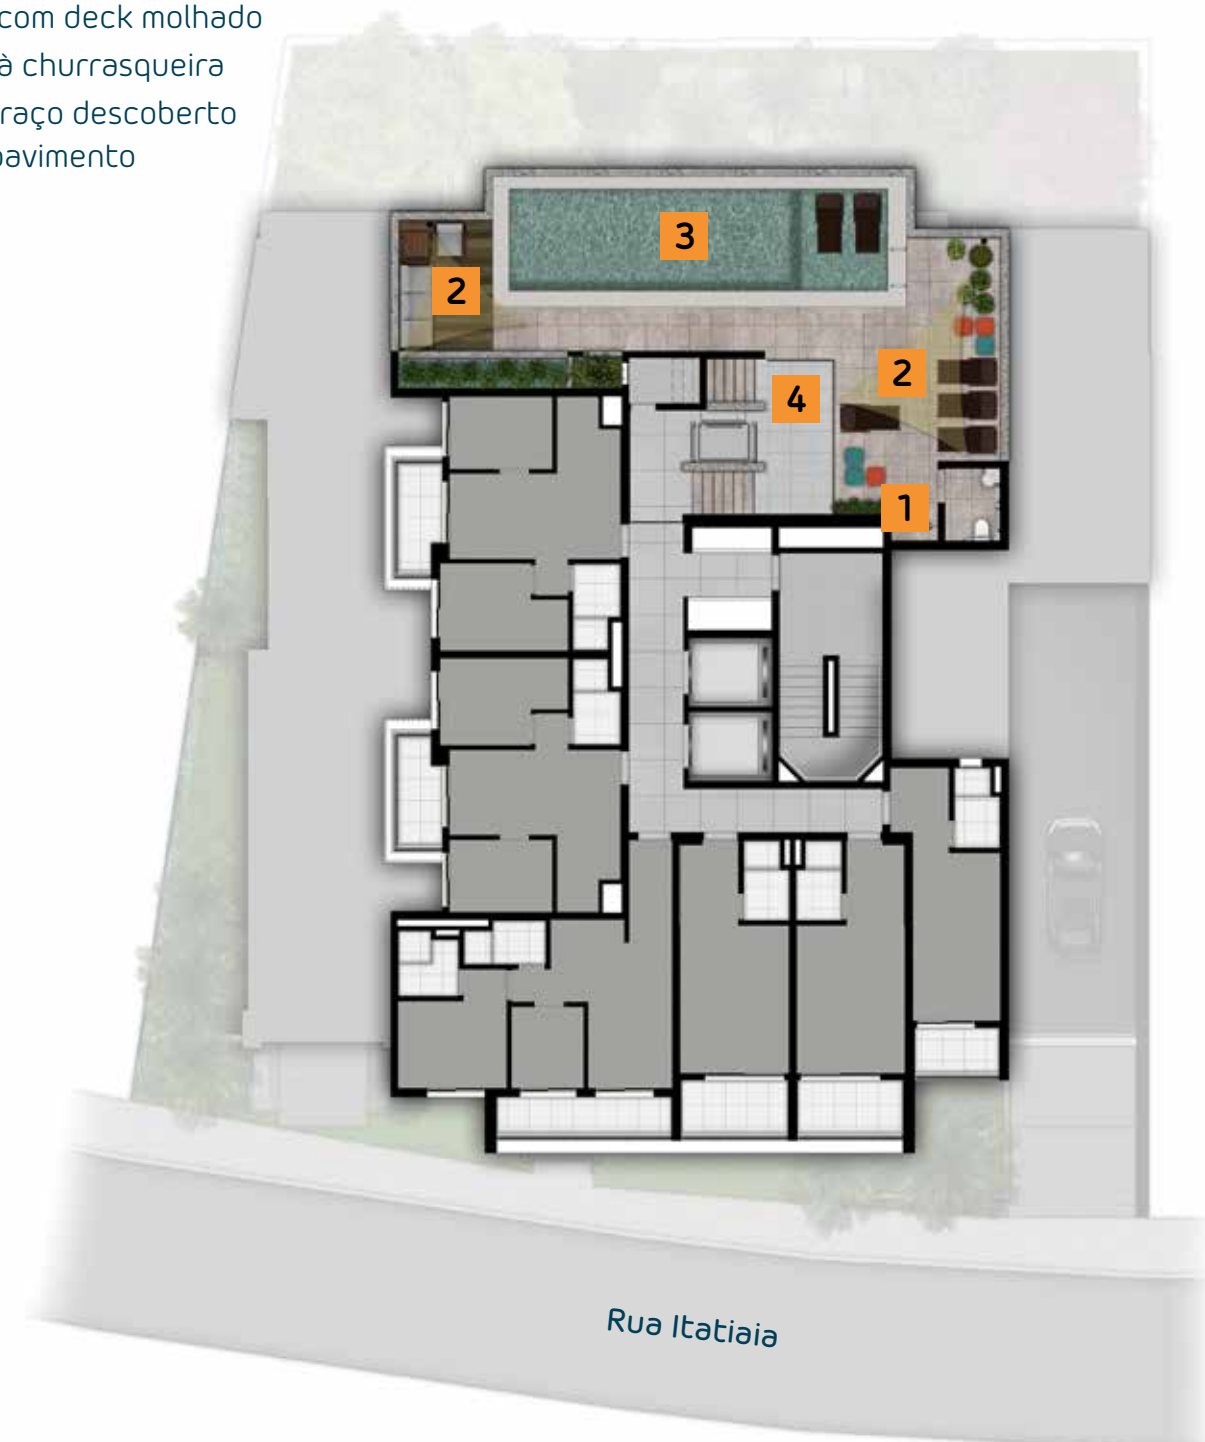 com deck molhado
à churrasqueira
raço descoberto
pavimento
3
2
2
4
1
Rua Itatiaia